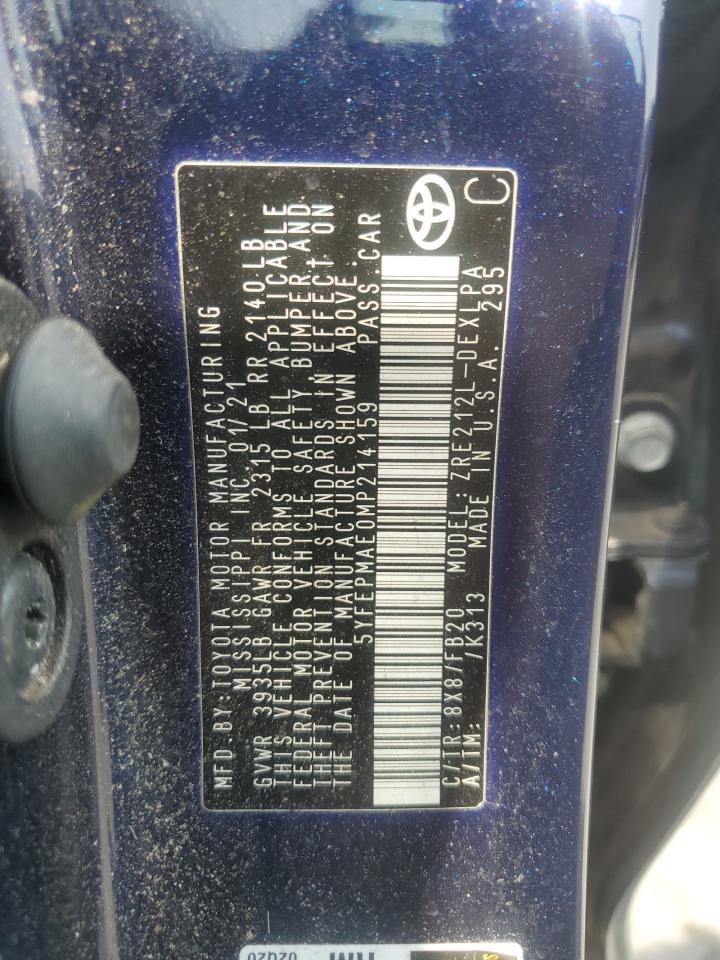 MFD BY: TOYOTA MOTOR MANUFACTURING
MISSISSIPPI INC 01/21
GVWR 3935LB GAWR FR 2315 LB RR 2140LB
THIS VEHICLE CONFORMS TO ALL APPLICABLE
FEDERAL MOTOR VEHICLE SAFETY, BUMPER AND
THEFT PREVENTION STANDARDS IN EFFECT ON
THE DATE OF MANUFACTURE SHOWN ABOVE
5YFEPMAE0MP214159 PASS.CAR
C/TR: 8X8/FB20 MODEL: ZRE212L-DEXLPA
A/TM: /K313 MADE IN U.S.A. 295
C